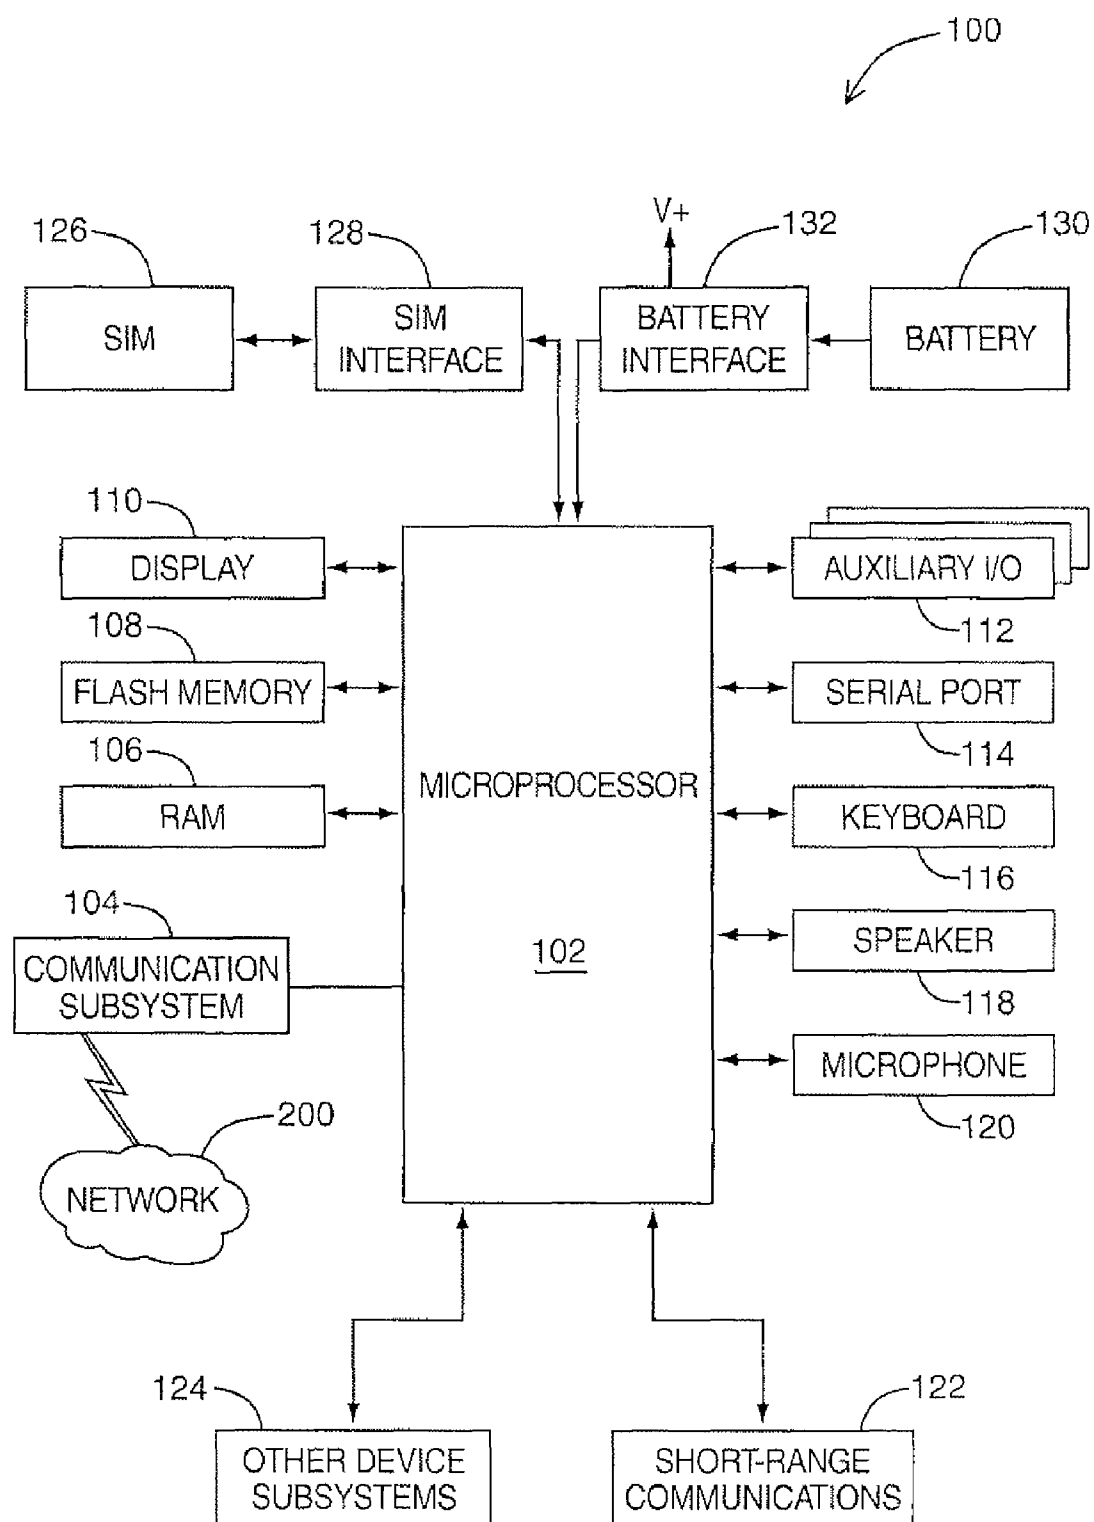 100
V+
126
128
132
130
SIM
SIM
INTERFACE
BATTERY
INTERFACE
BATTERY
110
DISPLAY
AUXILIARY I/O
112
108
FLASH MEMORY
SERIAL PORT
114
106
RAM
MICROPROCESSOR
102
KEYBOARD
116
104
COMMUNICATION
SUBSYSTEM
SPEAKER
118
MICROPHONE
120
200
NETWORK
124
OTHER DEVICE
SUBSYSTEMS
122
SHORT-RANGE
COMMUNICATIONS